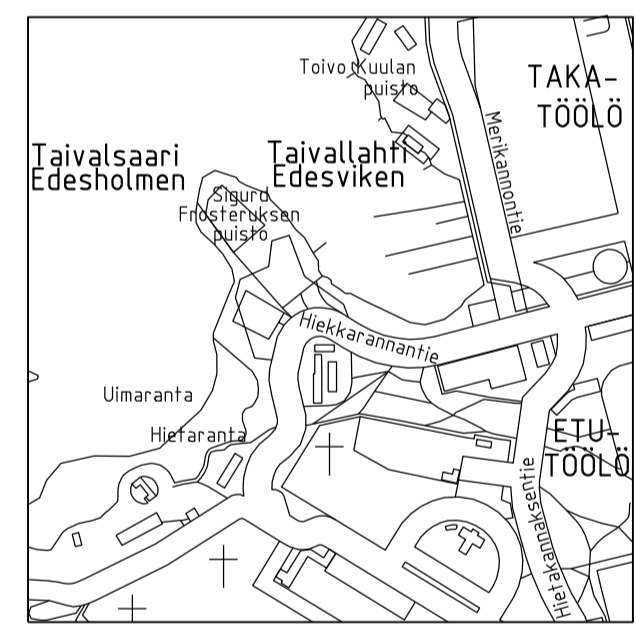 Toivo Kuulan
puisto
TAKA-
TÖÖLÖ
Merikannontie
Taivalsaari
Edesholmen
Taivallahti
Edesviken
Sigurd
Frosteruksen
puisto
Hiekkarannantie
Uimaranta
Hietaranta
ETU-
TÖÖLÖ
Hietakannaksentie